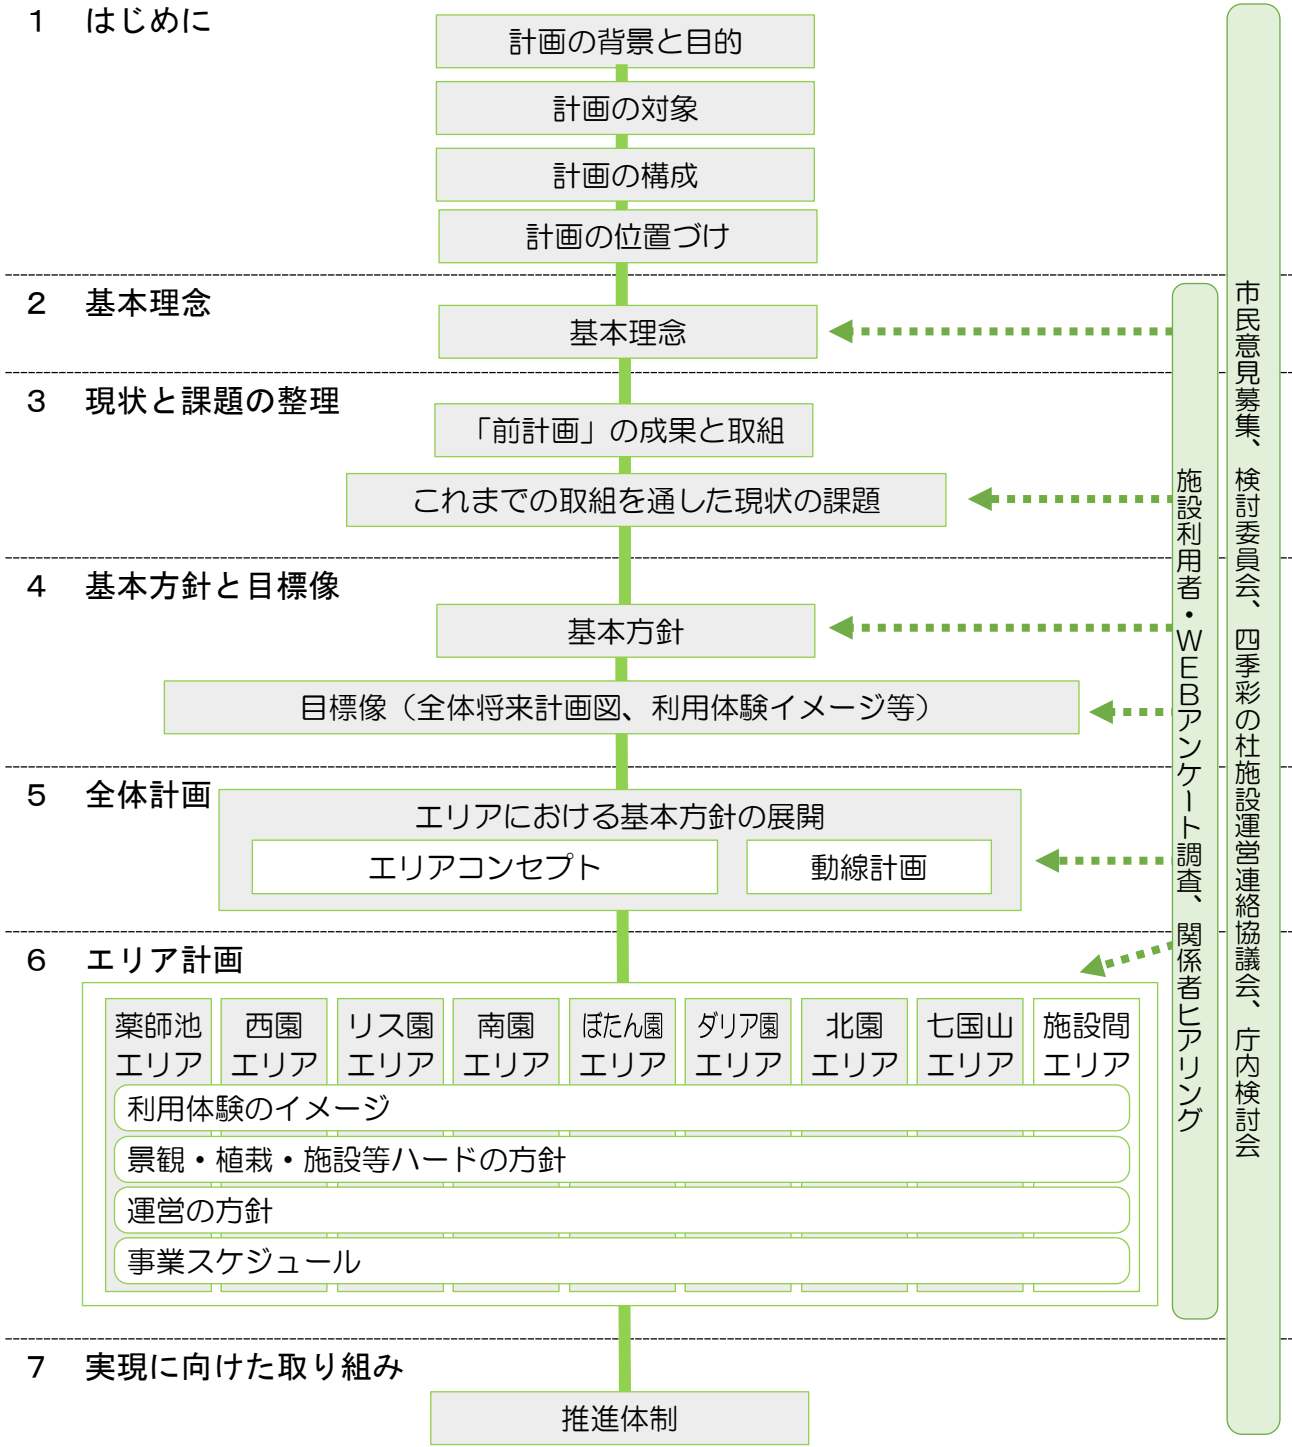 1 はじめに
計画の背景と目的
計画の対象
計画の構成
計画の位置づけ
2 基本理念
基本理念
3 現状と課題の整理
「前計画」の成果と取組
これまでの取組を通した現状の課題
4 基本方針と目標像
基本方針
目標像（全体将来計画図、利用体験イメージ等）
5 全体計画
エリアにおける基本方針の展開
エリアコンセプト
動線計画
6 エリア計画
薬師池
エリア
西園
エリア
リス園
エリア
南園
エリア
ぼたん園
エリア
ダリア園
エリア
北園
エリア
七国山
エリア
施設間
エリア
利用体験のイメージ
景観・植栽・施設等ハードの方針
運営の方針
事業スケジュール
7 実現に向けた取り組み
推進体制
施設利用者・WEBアンケート調査、関係者ヒアリング
市民意見募集、検討委員会、四季彩の杜施設運営連絡協議会、庁内検討会